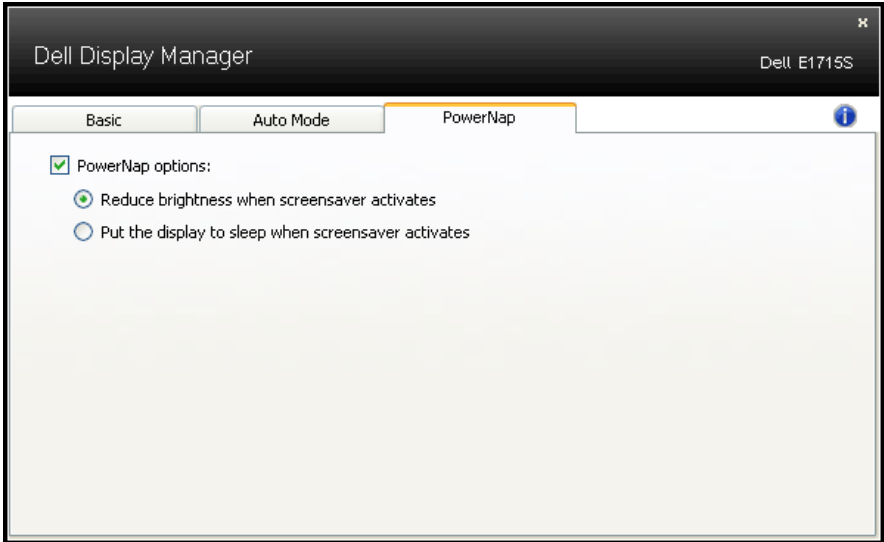 Dell Display Manager
Dell E1715S
Basic
Auto Mode
PowerNap
PowerNap options:
Reduce brightness when screensaver activates
Put the display to sleep when screensaver activates